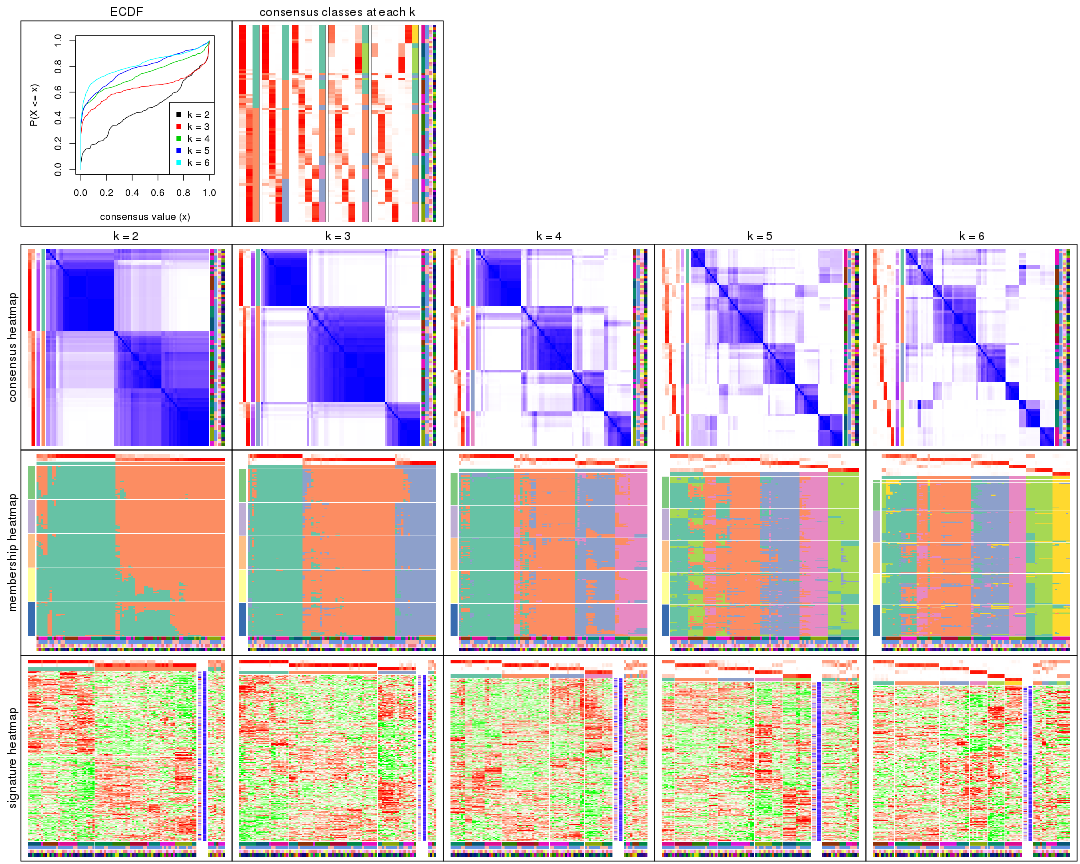 ECDF
consensus classes at each k
P(X <= x)
0.0 0.2 0.4 0.6 0.8 1.0
k = 2
k = 3
k = 4
k = 5
k = 6
0.0 0.2 0.4 0.6 0.8 1.0
consensus value (x)
k = 2 k = 3 k = 4 k = 5 k = 6
consensus heatmap
membership heatmap
signature heatmap